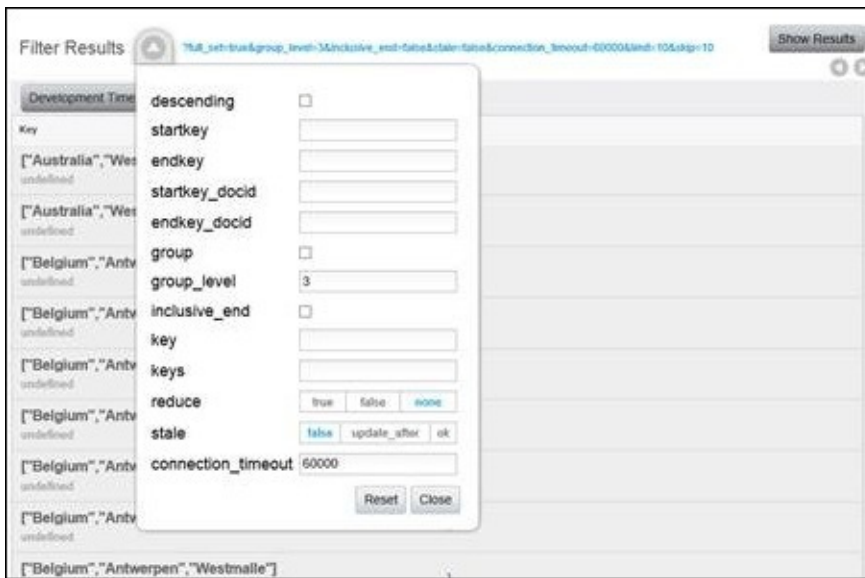 Filter Results
?full_set=true&group_level=3&inclusive_end=false&stale=false&connection_timeout=60000&limit=10&skip=10
Show Results
Development Time
Key
["Australia","Wes
undefined
["Australia","Wes
undefined
["Belgium","Antw
undefined
["Belgium","Antw
undefined
["Belgium","Antw
undefined
["Belgium","Antw
undefined
["Belgium","Antw
undefined
["Belgium","Antw
undefined
["Belgium","Antwerpen","Westmalle"]
descending
startkey
endkey
startkey_docid
endkey_docid
group
group_level 3
inclusive_end
key
keys
reduce true false none
stale false update_after ok
connection_timeout 60000
Reset Close